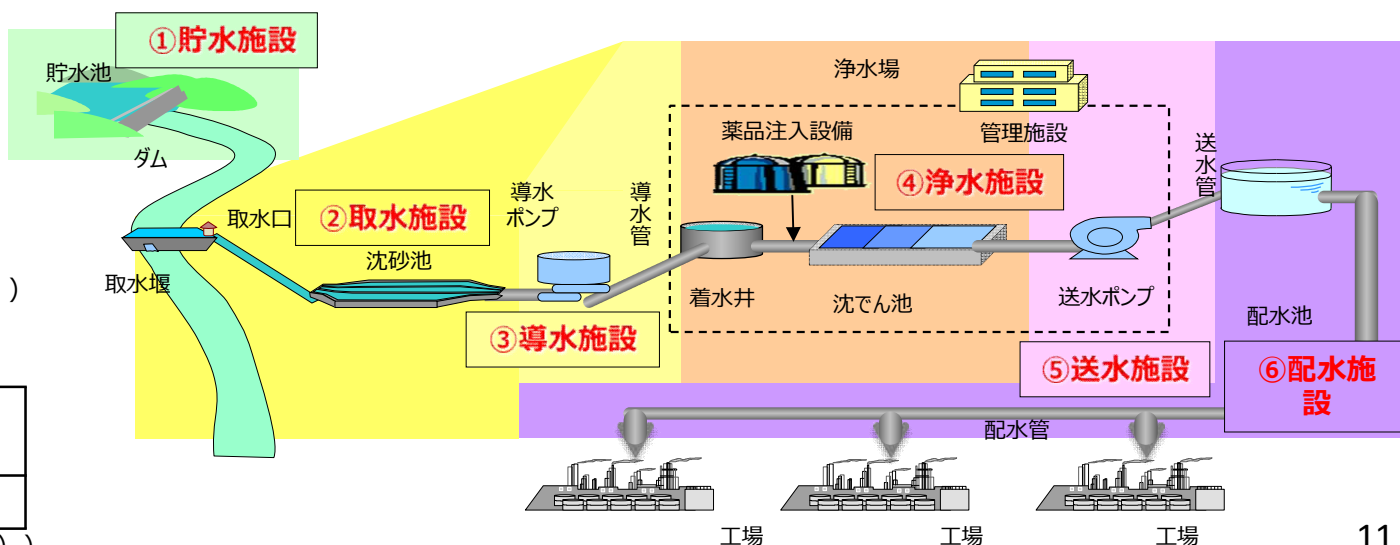 ①貯水施設
貯水池
ダム
取水口
取水堰
②取水施設
沈砂池
導水
ポンプ
導水管
③導水施設
浄水場
薬品注入設備
管理施設
④浄水施設
着水井
沈でん池
送水ポンプ
送水管
⑤送水施設
配水池
⑥配水施
設
配水管
工場
工場
工場
)
) )
11